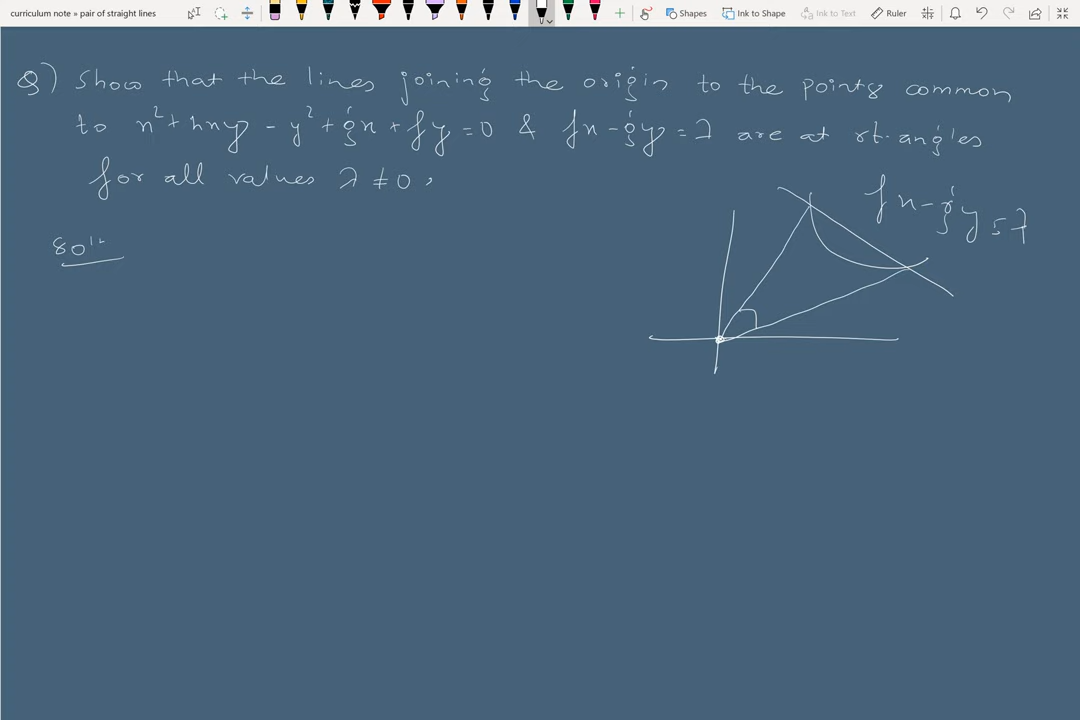 curriculum note » pair of straight lines
Shapes Ink to Shape Ink to Text Ruler
Q) Show that the lines joining the origin to the points common
to x² + hxy - y² + gx + fy = 0 & fx - gy = λ are at rt. angles
for all values λ ≠ 0,
fx - gy = λ
Solⁿ